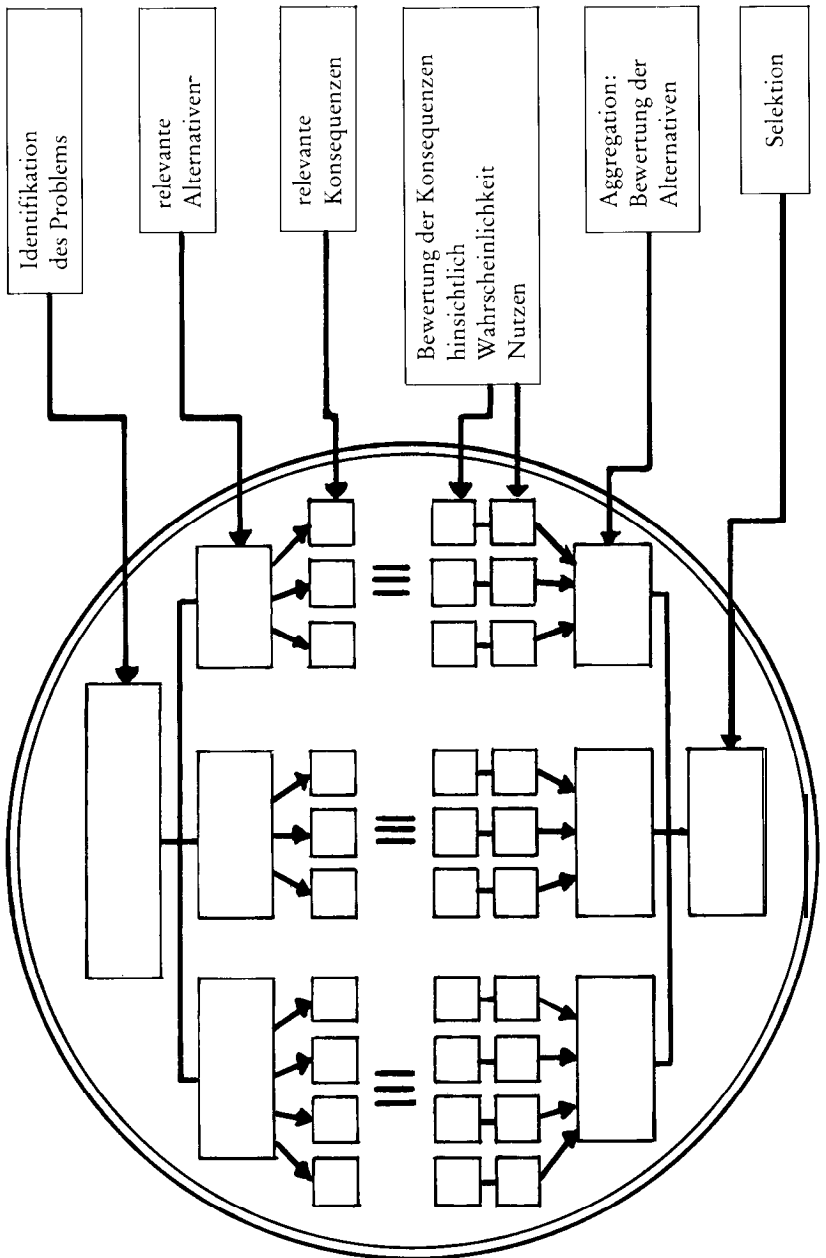 Identifikation
des Problems
relevante
Alternativen-
relevante
Konsequenzen
Bewertung der Konsequenzen
hinsichtlich
Wahrscheinlichkeit
Nutzen
Aggregation:
Bewertung der
Alternativen
Selektion